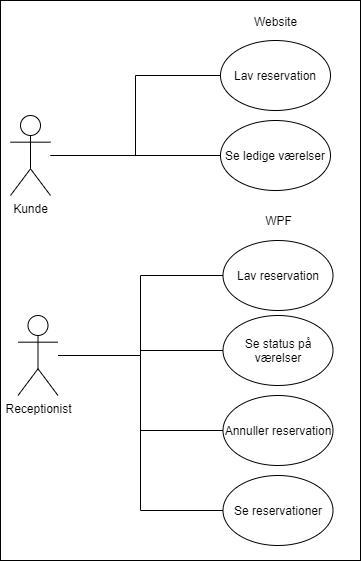 Website
Lav reservation
Se ledige værelser
Kunde
WPF
Lav reservation
Se status på
værelser
Receptionist
Annuller reservation
Se reservationer